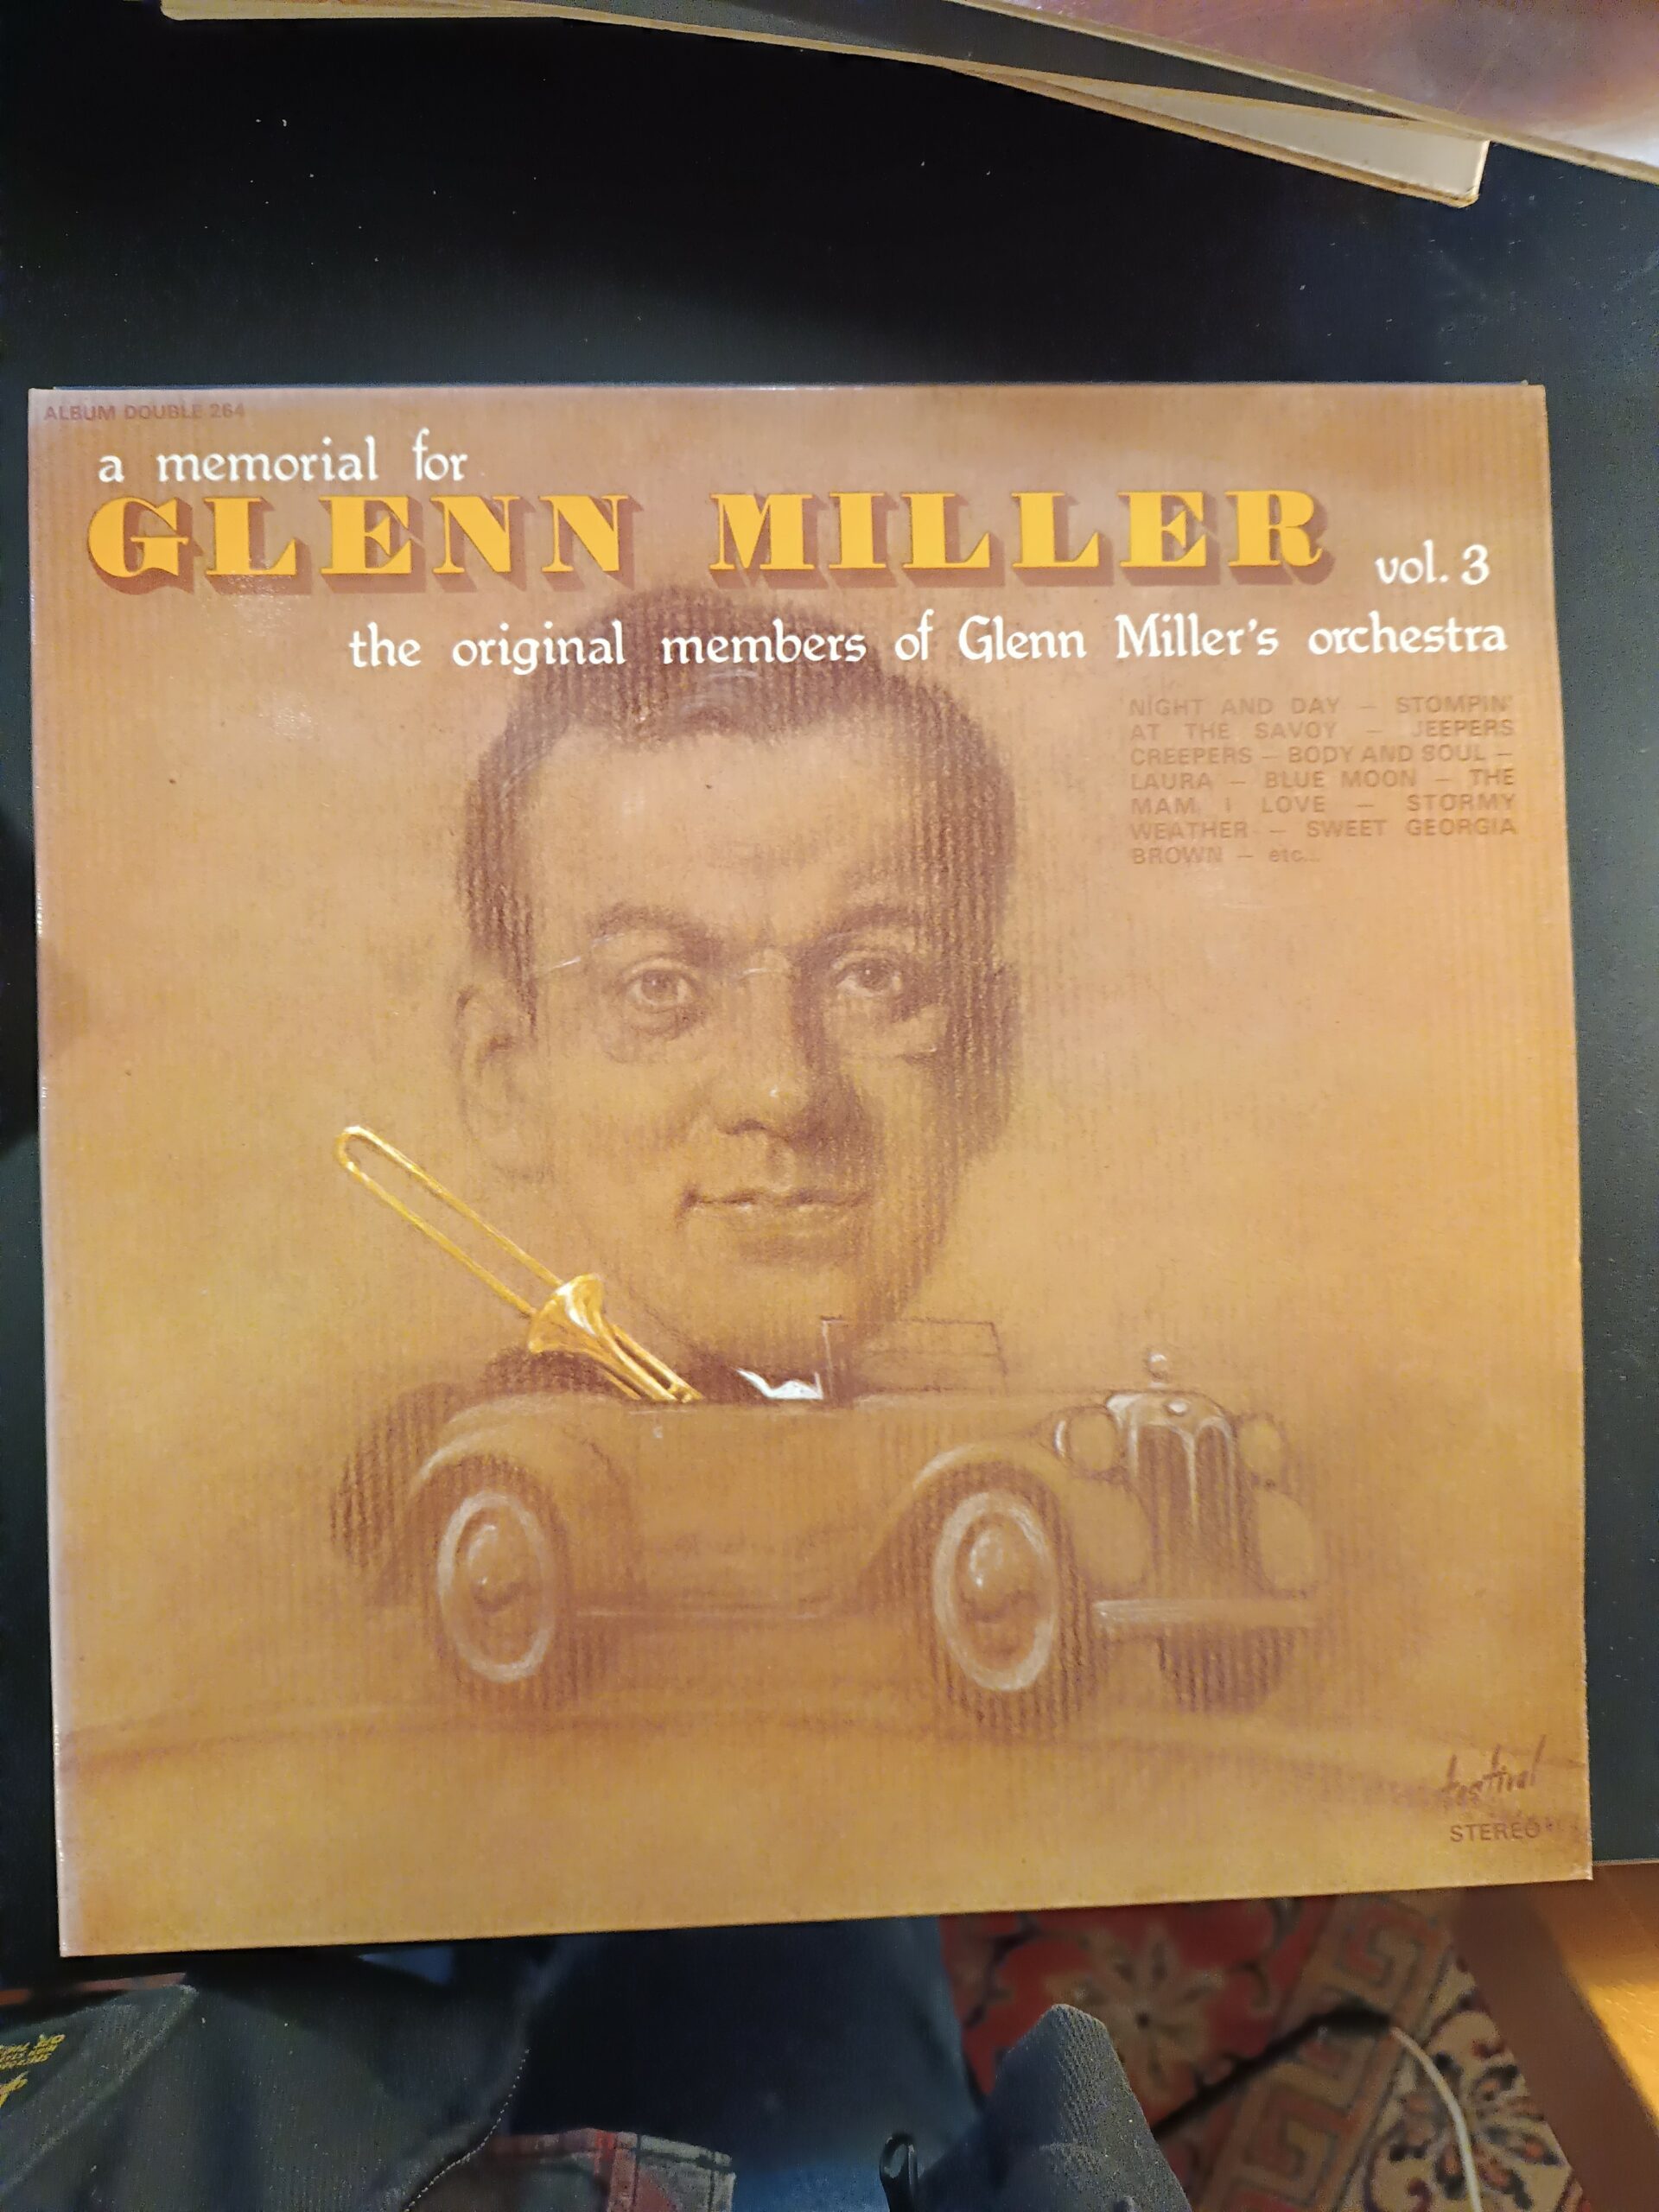 ALBUM DOUBLE 264
a memorial for
GLENN MILLER vol. 3
the original members of Glenn Miller's orchestra
NIGHT AND DAY – STOMPIN'
AT THE SAVOY – JEEPERS
CREEPERS – BODY AND SOUL –
LAURA – BLUE MOON – THE
MAM I LOVE – STORMY
WEATHER – SWEET GEORGIA
BROWN – etc...
festival
STEREO